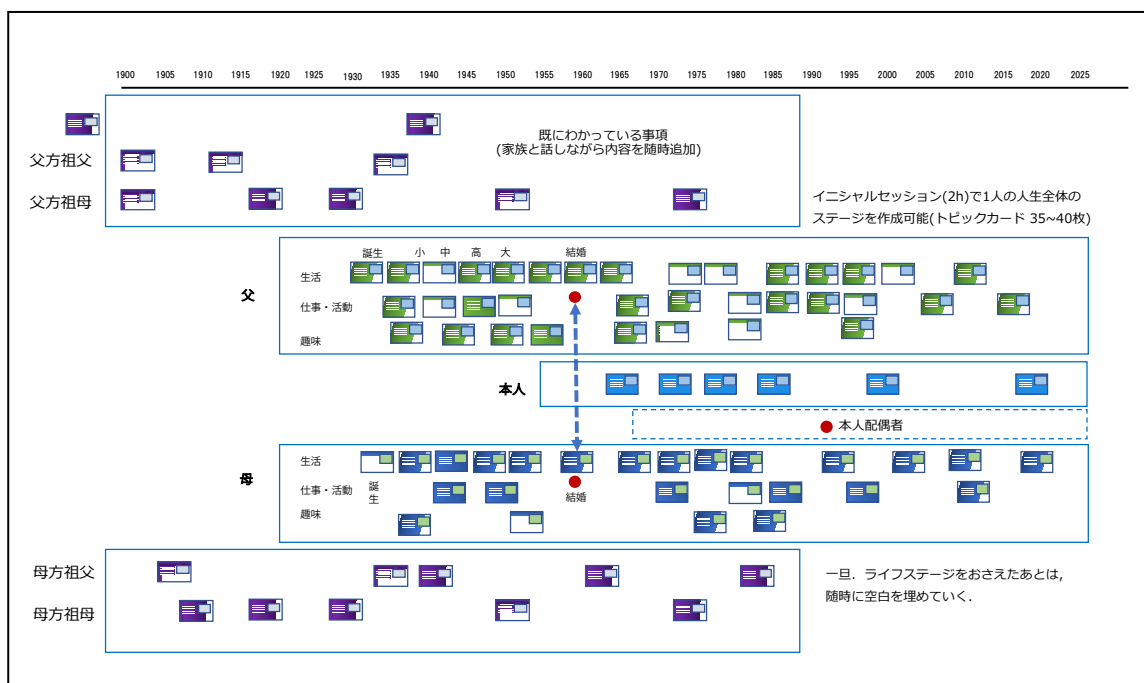 1900 1905 1910 1915 1920 1925 1930 1935 1940 1945 1950 1955 1960 1965 1970 1975 1980 1985 1990 1995 2000 2005 2010 2015 2020 2025
既にわかっている事項
(家族と話しながら内容を随時追加)
父方祖父
父方祖母
イニシャルセッション(2h)で1人の人生全体の
ステージを作成可能(トピックカード 35~40枚)
誕生 小 中 高 大 結婚
生活
父
仕事・活動
趣味
本人
本人配偶者
生活
母
仕事・活動
誕
生
結婚
趣味
母方祖父
母方祖母
一旦．ライフステージをおさえたあとは,
随時に空白を埋めていく.